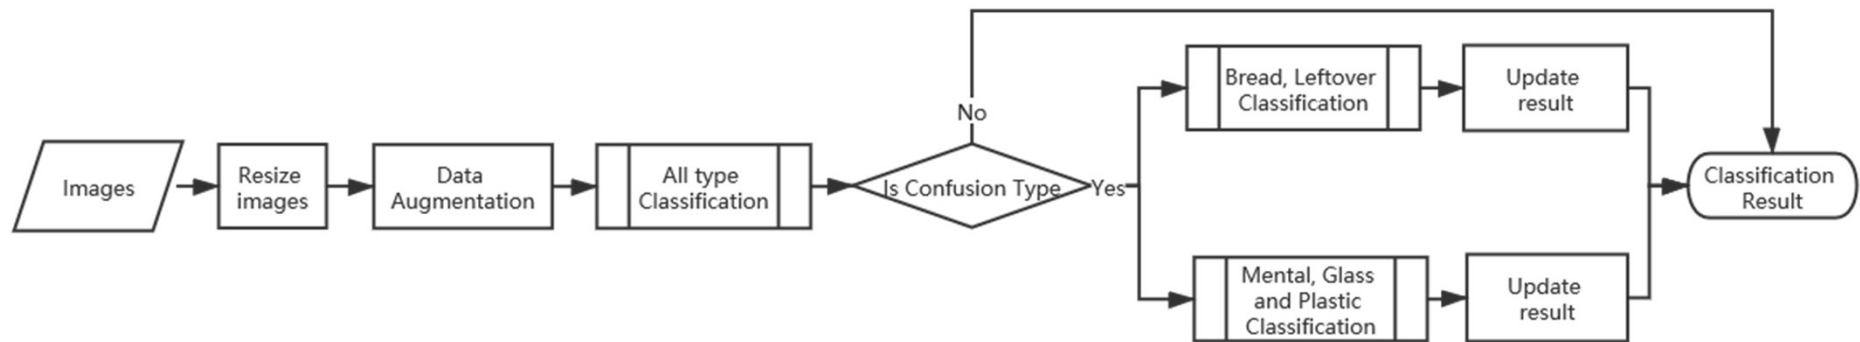 Images
Resize
images
Data
Augmentation
All type
Classification
Is Confusion Type
No
Yes
Bread, Leftover
Classification
Update
result
Mental, Glass
and Plastic
Classification
Update
result
Classification
Result